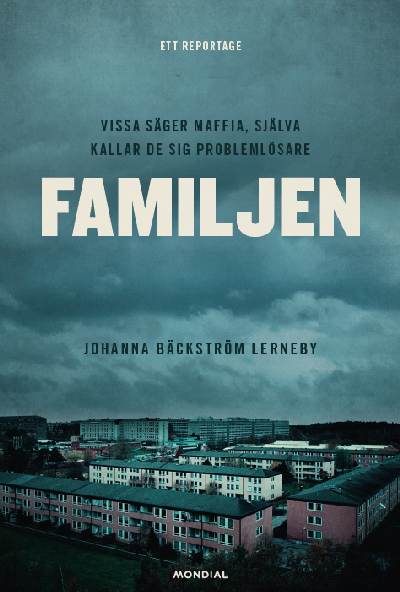 ETT REPORTAGE
VISSA SÄGER MAFFIA, SJÄLVA
KALLAR DE SIG PROBLEMLÖSARE
FAMILJEN
JOHANNA BÄCKSTRÖM LERNEBY
MONDIAL